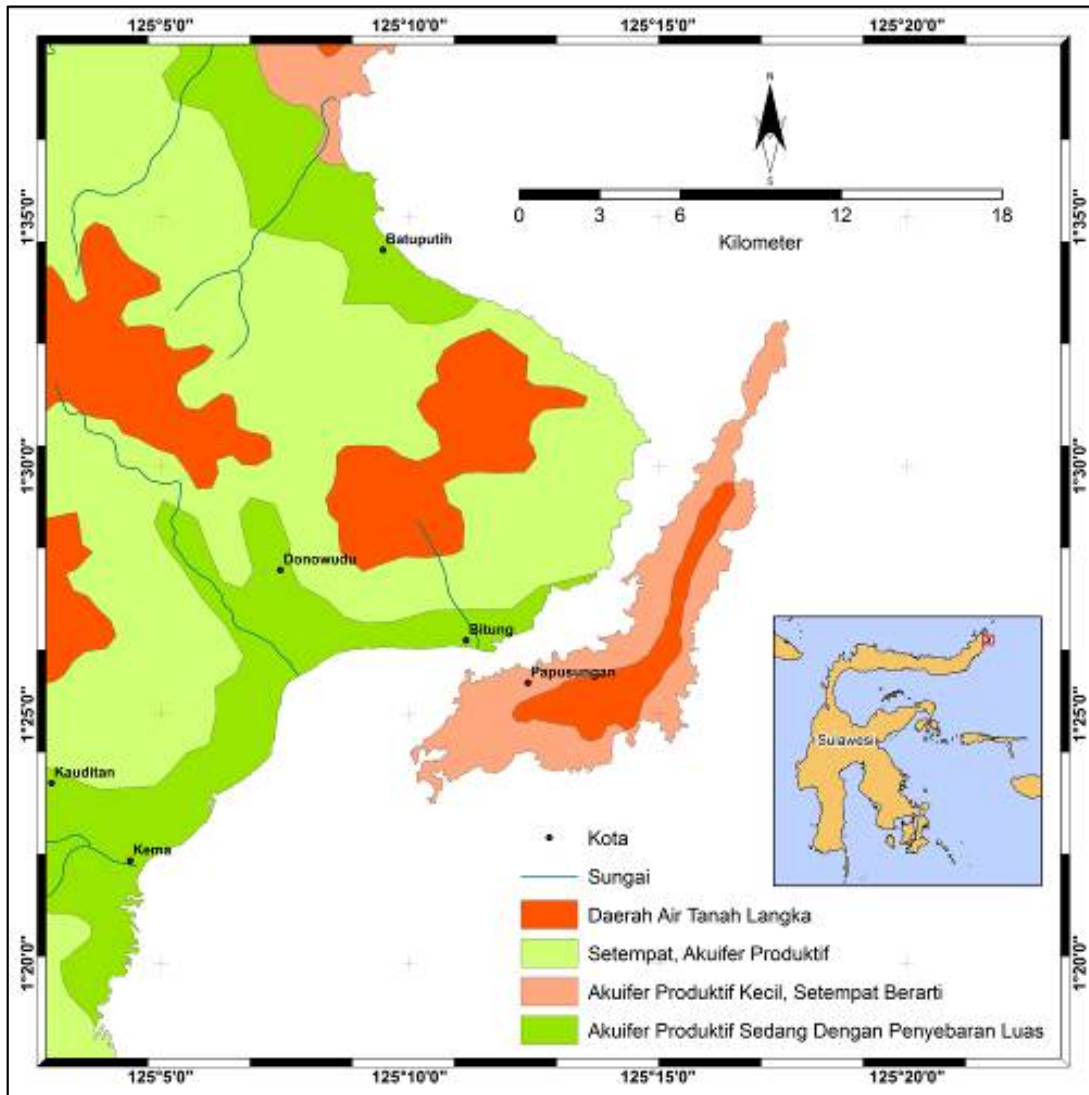 125°5'0" 125°10'0" 125°15'0" 125°20'0"
N
S
0 3 6 12 18
Kilometer
1°35'0" 1°35'0"
Batuputih
1°30'0" 1°30'0"
Donowudu
Bitung
Papusungan
1°25'0" 1°25'0"
Sulawesi
Kauditan
Kema
Kota
Sungai
Daerah Air Tanah Langka
Setempat, Akuifer Produktif
1°20'0" 1°20'0"
Akuifer Produktif Kecil, Setempat Berarti
Akuifer Produktif Sedang Dengan Penyebaran Luas
125°5'0" 125°10'0" 125°15'0" 125°20'0"